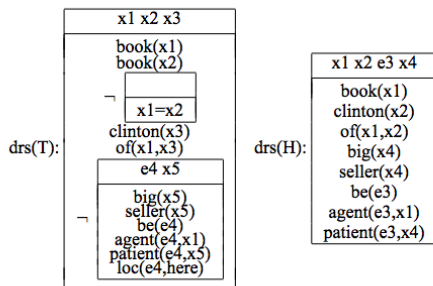 drs(T):
x1 x2 x3
book(x1)
book(x2)
¬
x1=x2
clinton(x3)
of(x1,x3)
¬
e4 x5
big(x5)
seller(x5)
be(e4)
agent(e4,x1)
patient(e4,x5)
loc(e4,here)
drs(H):
x1 x2 e3 x4
book(x1)
clinton(x2)
of(x1,x2)
big(x4)
seller(x4)
be(e3)
agent(e3,x1)
patient(e3,x4)